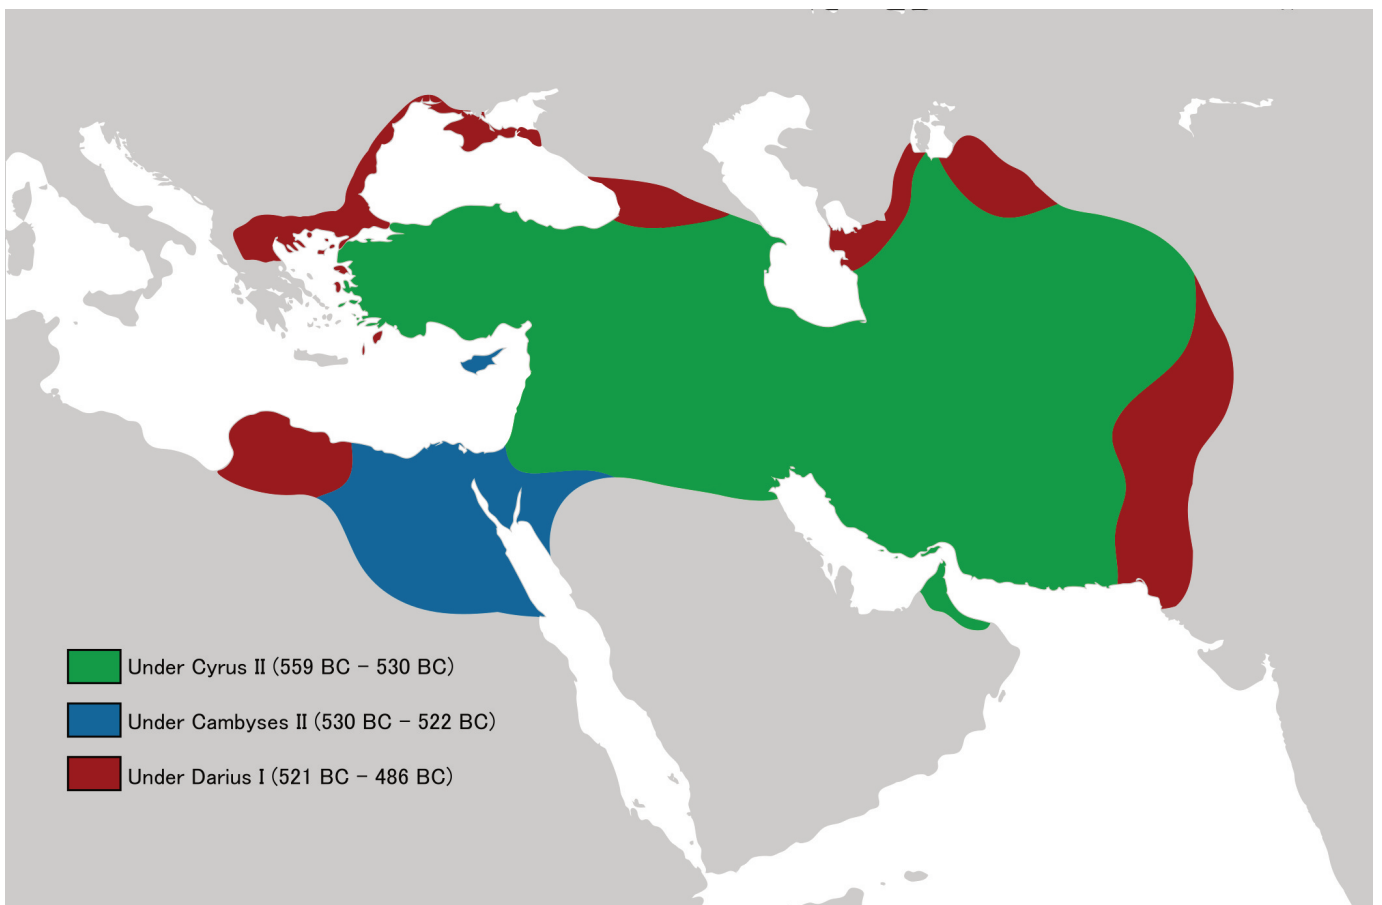 Under Cyrus II (559 BC – 530 BC)
Under Cambyses II (530 BC – 522 BC)
Under Darius I (521 BC – 486 BC)